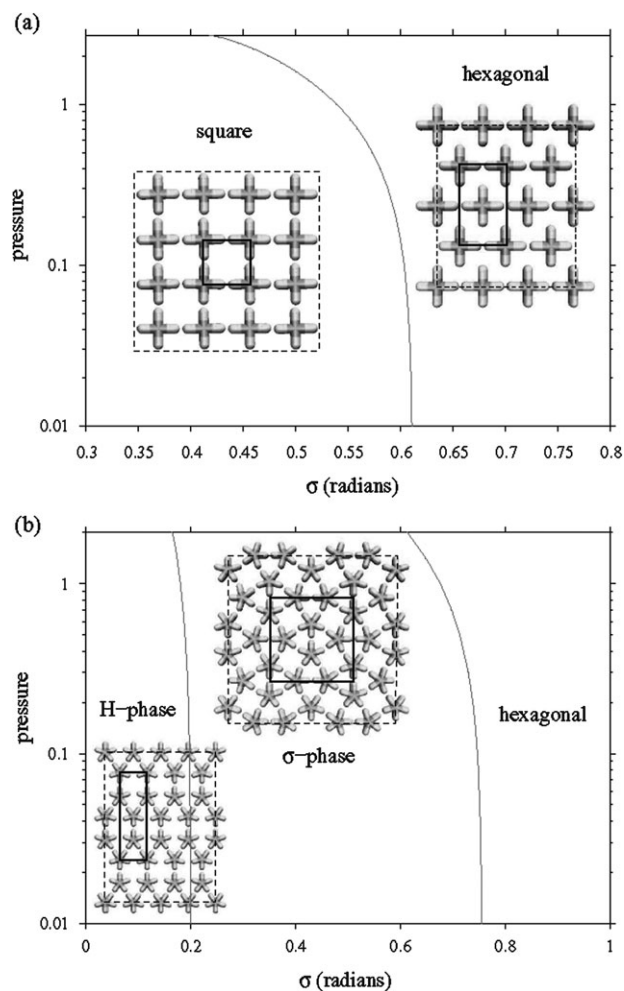 (a)
hexagonal
1
square
pressure
0.1
0.01
0.3 0.35 0.4 0.45 0.5 0.55 0.6 0.65 0.7 0.75 0.8
σ (radians)
(b)
1
H-phase
pressure
hexagonal
σ-phase
0.1
0.01
0 0.2 0.4 0.6 0.8 1
σ (radians)